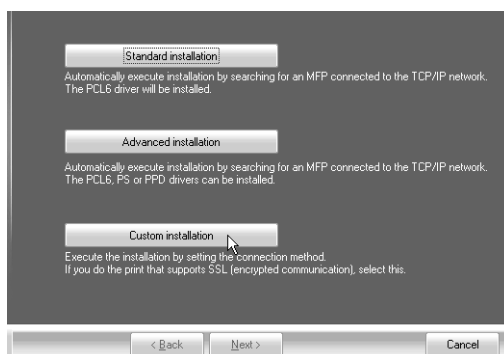 Standard installation
Automatically execute installation by searching for an MFP connected to the TCP/IP network.
The PCL6 driver will be installed.
Advanced installation
Automatically execute installation by searching for an MFP connected to the TCP/IP network.
The PCL6, PS or PPD drivers can be installed.
Custom installation
Execute the installation by setting the connection method.
If you do the print that supports SSL (encrypted communication), select this.
< Back Next > Cancel